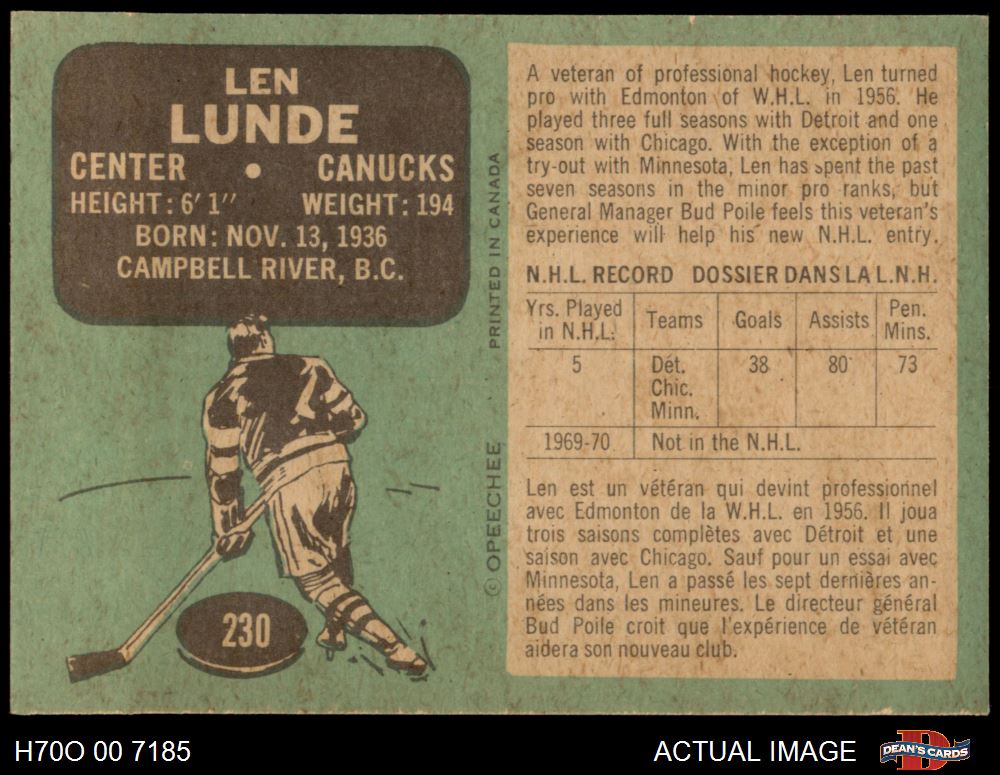 LEN
LUNDE
CENTER • CANUCKS
HEIGHT: 6' 1" WEIGHT: 194
BORN: NOV. 13, 1936
CAMPBELL RIVER, B.C.
230
© OPEECHEE PRINTED IN CANADA
A veteran of professional hockey, Len turned
pro with Edmonton of W.H.L. in 1956. He
played three full seasons with Detroit and one
season with Chicago. With the exception of a
try-out with Minnesota, Len has spent the past
seven seasons in the minor pro ranks, but
General Manager Bud Poile feels this veteran's
experience will help his new N.H.L. entry.
N.H.L. RECORD DOSSIER DANS LA L.N.H.
Yrs. Played
in N.H.L. Teams Goals Assists Pen.
Mins.
5 Dét. 38 80 73
Chic.
Minn.
1969-70 Not in the N.H.L.
Len est un vétéran qui devint professionnel
avec Edmonton de la W.H.L. en 1956. Il joua
trois saisons complètes avec Détroit et une
saison avec Chicago. Sauf pour un essai avec
Minnesota, Len a passé les sept dernières an-
nées dans les mineures. Le directeur général
Bud Poile croit que l'expérience de vétéran
aidera son nouveau club.
H70O 00 7185 ACTUAL IMAGE DEAN'S CARDS